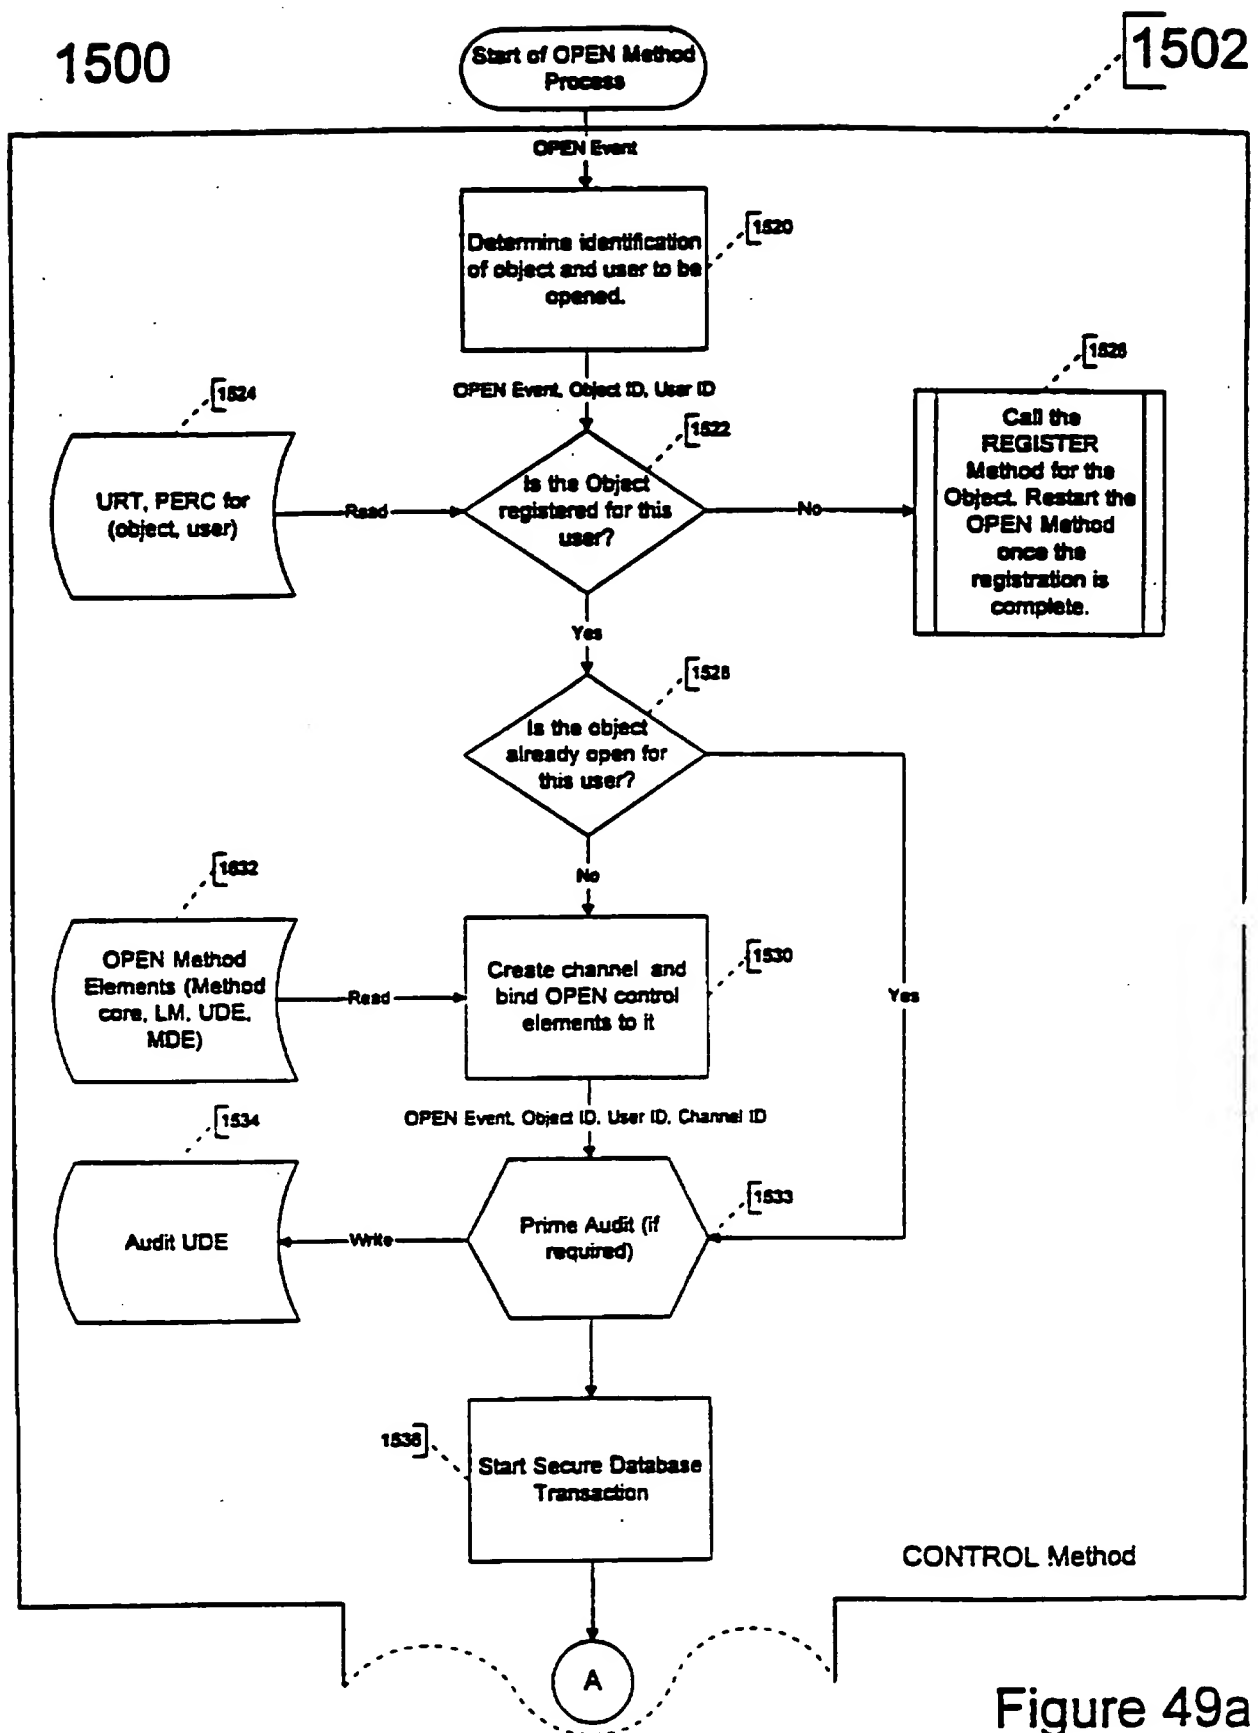 1500
1502
Start of OPEN Method
Process
OPEN Event
1520
Determine identification
of object and user to be
opened.
OPEN Event, Object ID, User ID
1524
URT, PERC for
(object, user)
Read
1522
Is the Object
registered for this
user?
No
1526
Call the
REGISTER
Method for the
Object. Restart the
OPEN Method
once the
registration is
complete.
Yes
1528
Is the object
already open for
this user?
No
Yes
1532
OPEN Method
Elements (Method
core, LM, UDE,
MDE)
Read
1530
Create channel and
bind OPEN control
elements to it
OPEN Event, Object ID, User ID, Channel ID
1534
Audit UDE
Write
1533
Prime Audit (if
required)
1536
Start Secure Database
Transaction
CONTROL Method
A
Figure 49a